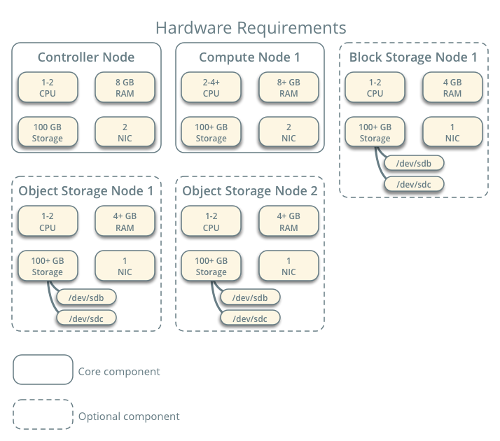 Hardware Requirements
Controller Node
1-2
CPU
8 GB
RAM
100 GB
Storage
2
NIC
Compute Node 1
2-4+
CPU
8+ GB
RAM
100+ GB
Storage
2
NIC
Block Storage Node 1
1-2
CPU
4 GB
RAM
100+ GB
Storage
1
NIC
/dev/sdb
/dev/sdc
Object Storage Node 1
1-2
CPU
4+ GB
RAM
100+ GB
Storage
1
NIC
/dev/sdb
/dev/sdc
Object Storage Node 2
1-2
CPU
4+ GB
RAM
100+ GB
Storage
1
NIC
/dev/sdb
/dev/sdc
Core component
Optional component